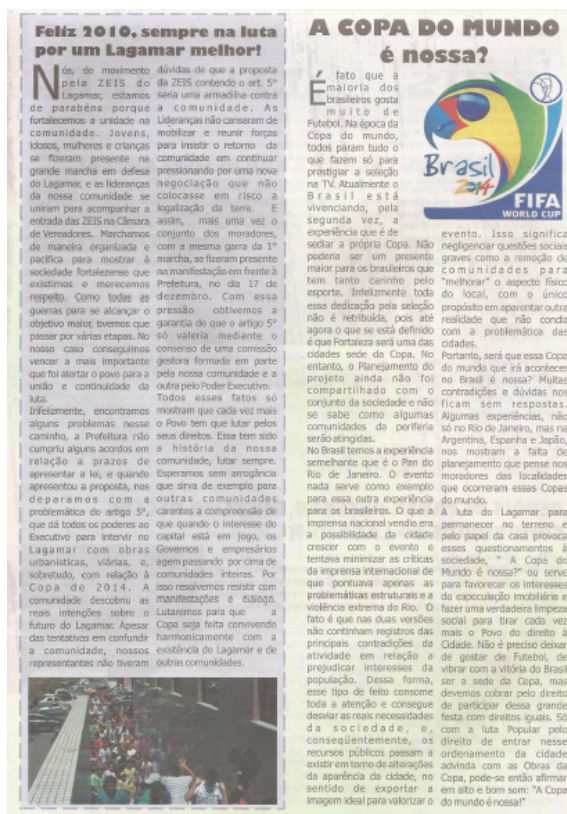 Feliz 2010, sempre na luta
por um Lagamar melhor!
Nós, do movimento
pela ZEIS do
Lagamar, estamos
de parabéns porque
fortalecemos a unidade na
comunidade. Jovens,
idosos, mulheres e crianças
se fizeram presente na
grande marcha em defesa
do Lagamar, e as lideranças
da nossa comunidade se
uniram para acompanhar a
entrada das ZEIS na Câmara
de Vereadores. Marchamos
de maneira organizada e
pacífica para mostrar à
sociedade fortalezense que
existimos e merecemos
respeito. Como todas as
guerras para se alcançar o
objetivo maior, tivemos que
passar por várias etapas. No
nosso caso conseguimos
vencer a mais importante
que foi alertar o povo para a
união e continuidade da
luta.
Infelizmente, encontramos
alguns problemas nesse
caminho, a Prefeitura não
cumpriu alguns acordos em
relação a prazos de
apresentar a lei, e quando
apresentou a proposta, nos
deparamos com a
problemática do artigo 5º,
que dá todos os poderes ao
Executivo para intervir no
Lagamar com obras
urbanísticas, viárias, e,
sobretudo, com relação à
Copa de 2014. A
comunidade descobriu as
reais intenções sobre o
futuro do Lagamar. Apesar
das tentativas em confundir
a comunidade, nossos
representantes não tiveram
dúvidas de que a proposta
da ZEIS contendo o art. 5º
seria uma armadilha contra
a comunidade. As
Lideranças não cansaram de
mobilizar e reunir forças
para insistir o retorno da
comunidade em continuar
pressionando por uma nova
negociação que não
colocasse em risco a
legalização da terra. E
assim, mais uma vez o
conjunto dos moradores,
com a mesma garra da 1º
marcha, se fizeram presente
na manifestação em frente à
Prefeitura, no dia 17 de
dezembro. Com essa
pressão obtivemos a
garantia de que o artigo 5º
só valeria mediante o
consenso de uma comissão
gestora formada em parte
pela nossa comunidade e a
outra pelo Poder Executivo.
Todos esses fatos só
mostram que cada vez mais
o Povo tem que lutar pelos
seus direitos. Essa tem sido
a história da nossa
comunidade, lutar sempre.
Esperamos sem arrogância
que sirva de exemplo para
outras comunidades
carentes a compreensão de
que quando o interesse do
capital está em jogo, os
Governos e empresários
agem passando por cima de
comunidades inteiras. Por
isso resolvemos resistir com
manifestações e diálogo.
Lutaremos para que a
Copa seja feita convivendo
harmonicamente com a
existência do Lagamar e de
outras comunidades.
A COPA DO MUNDO
é nossa?
É fato que a
maioria dos
brasileiros gosta
muito de
Futebol. Na época da
Copa do mundo,
todos param tudo o
que fazem só para
prestigiar a seleção
na TV. Atualmente o
Brasil está
vivenciando, pela
segunda vez, a
experiência que é de
sediar a própria Copa. Não
poderia ser um presente
maior para os brasileiros que
tem tanto carinho pelo
esporte. Infelizmente toda
essa dedicação pela seleção
não é retribuída, pois até
agora o que se está definido
é que Fortaleza será uma das
cidades sede da Copa. No
entanto, o Planejamento do
projeto ainda não foi
compartilhado com o
conjunto da sociedade e não
se sabe como algumas
comunidades da periferia
serão atingidas.
No Brasil temos a experiência
semelhante que é o Pan do
Rio de Janeiro. O evento
nada serve como exemplo
para essa outra experiência
para os brasileiros. O que a
imprensa nacional vendia era
a possibilidade da cidade
crescer com o evento e
tentava minimizar as críticas
da imprensa internacional de
que pontuava apenas as
problemáticas estruturais e a
violência extrema do Rio. O
fato é que nas duas versões
não continham registros das
principais contradições da
atividade em relação a
prejudicar interesses da
população. Dessa forma,
esse tipo de feito consome
toda a atenção e consegue
desviar as reais necessidades
da sociedade, e,
conseqüentemente, os
recursos públicos passam a
existir em torno de alterações
da aparência da cidade, no
sentido de exportar a
imagem ideal para valorizar o
Brasil
2014
FIFA
WORLD CUP
evento. Isso significa
negligenciar questões sociais
graves como a remoção de
comunidades para
"melhorar" o aspecto físico
do local, com o único
propósito em aparentar outra
realidade que não condiz
com a problemática das
cidades.
Portanto, será que essa Copa
do mundo que irá acontecer
no Brasil é nossa? Muitas
contradições e dúvidas nos
ficam sem respostas.
Algumas experiências, não
só no Rio de Janeiro, mas na
Argentina, Espanha e Japão,
nos mostram a falta de
planejamento que pense nos
moradores das localidades
que ocorreram essas Copas
do mundo.
A luta do Lagamar para
permanecer no terreno e
pelo papel da casa provoca
esses questionamentos à
sociedade, " A Copa do
Mundo é nossa?" ou serve
para favorecer os interesses
da especulação imobiliária e
fazer uma verdadeira limpeza
social para tirar cada vez
mais o Povo do direito à
Cidade. Não é preciso deixar
de gostar de Futebol, de
vibrar com a vitória do Brasil
ser a sede da Copa, mas
devemos cobrar pelo direito
de participar dessa grande
festa com direitos iguais. Só
com a luta Popular pelo
direito de entrar nesse
ordenamento da cidade
advinda com as Obras da
Copa, pode-se então afirmar
em alto e bom som: "A Copa
do mundo é nossa!"